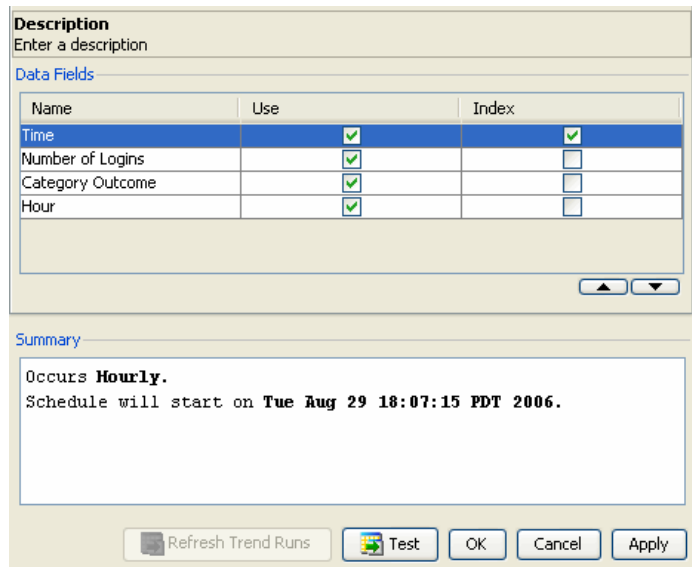 Description
Enter a description
Data Fields
Name Use Index
Time
Number of Logins
Category Outcome
Hour
Summary
Occurs Hourly.
Schedule will start on Tue Aug 29 18:07:15 PDT 2006.
Refresh Trend Runs Test OK Cancel Apply